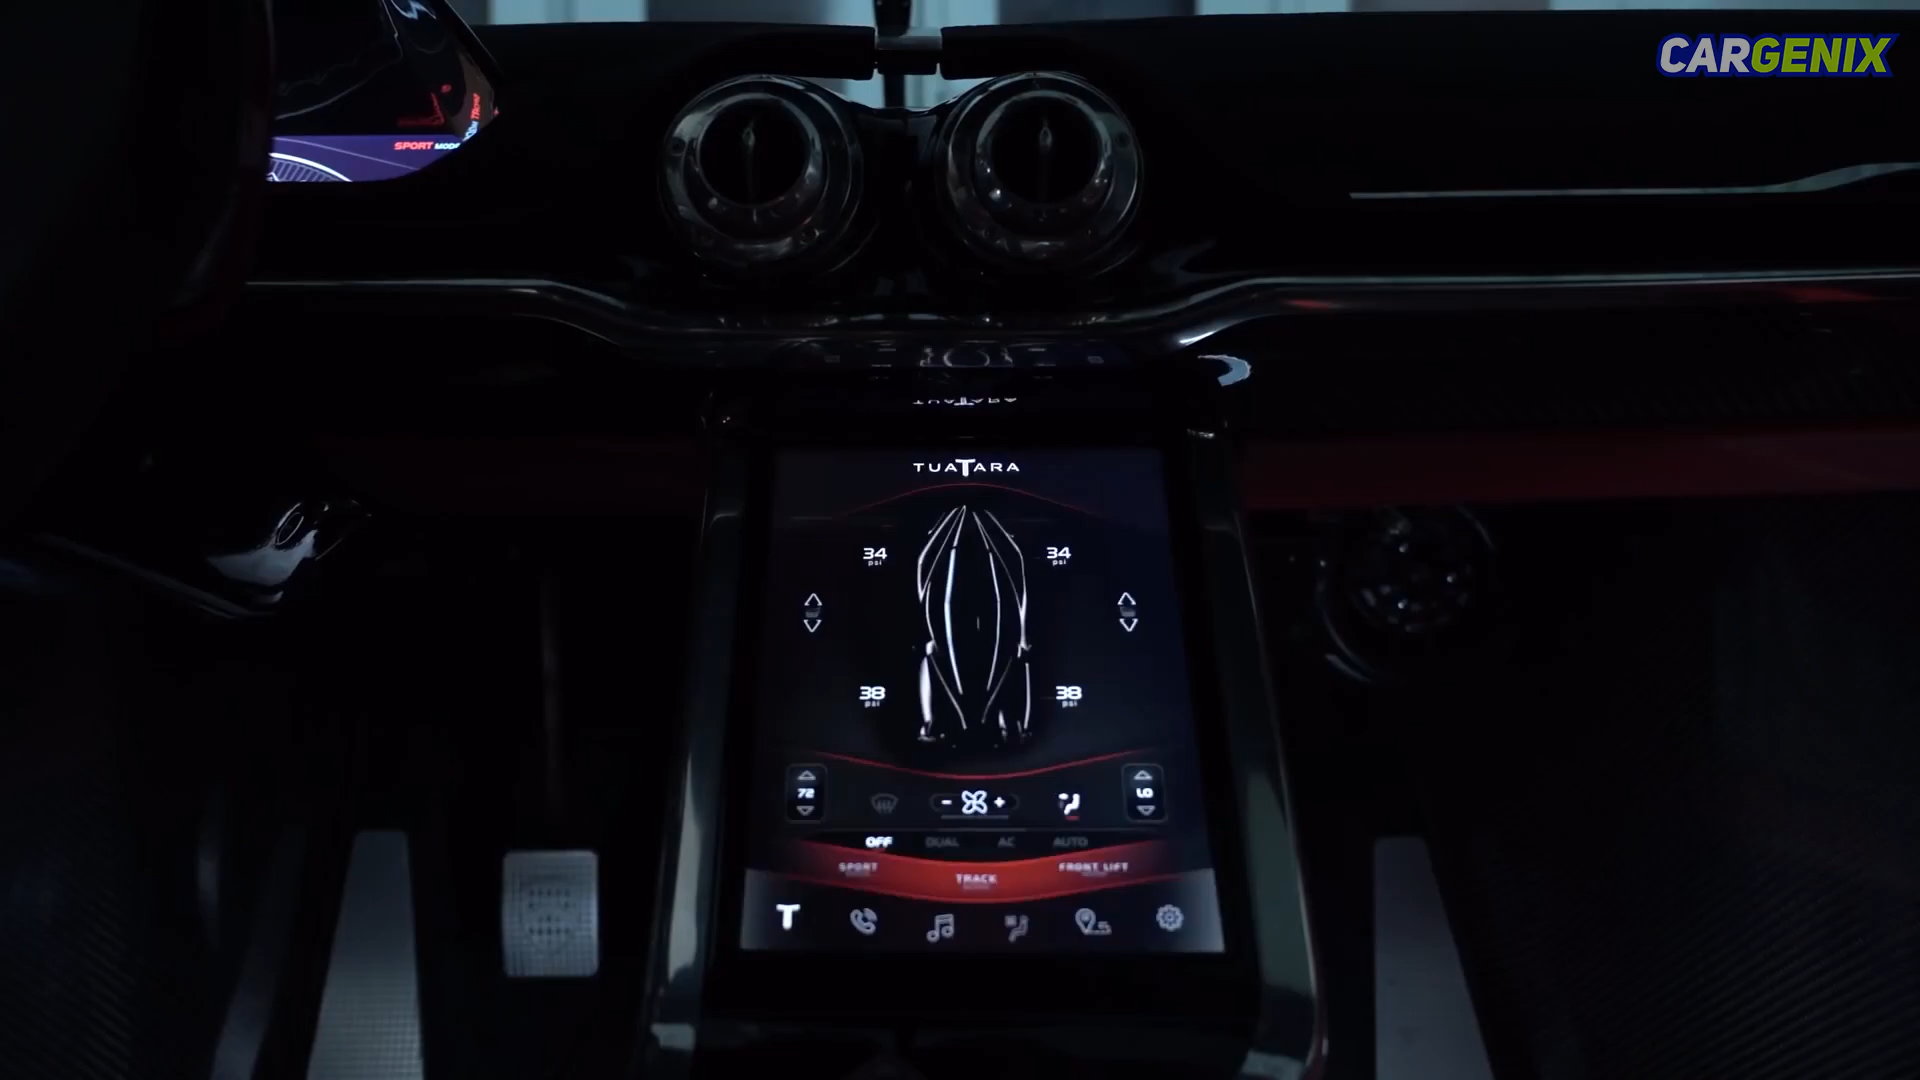 CARGENIX
SPORT MODE
TUATARA
34 psi
34 psi
38 psi
38 psi
72
LO
- +
OFF DUAL AC AUTO
SPORT
TRACK
FRONT LIFT
T